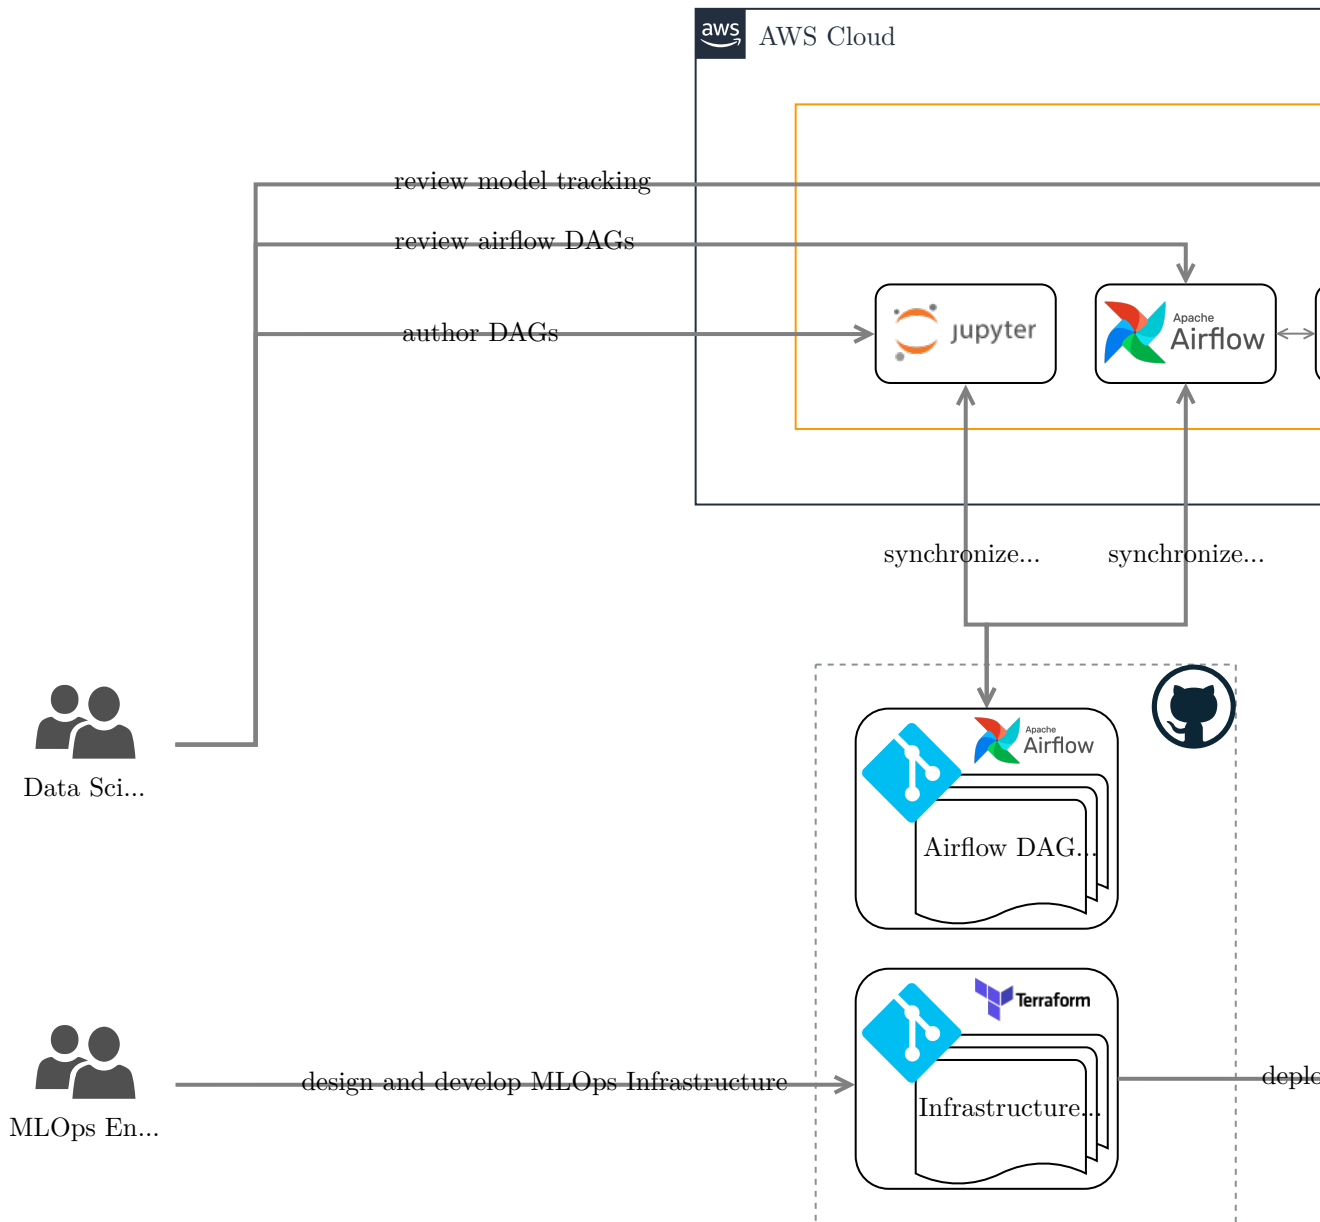 aws
AWS Cloud
review model tracking
review airflow DAGs
author DAGs
jupyter
Apache
Airflow
synchronize...
synchronize...
Apache
Airflow
Data Sci...
Airflow DAG...
Terraform
design and develop MLOps Infrastructure
deplo
Infrastructure...
MLOps En...